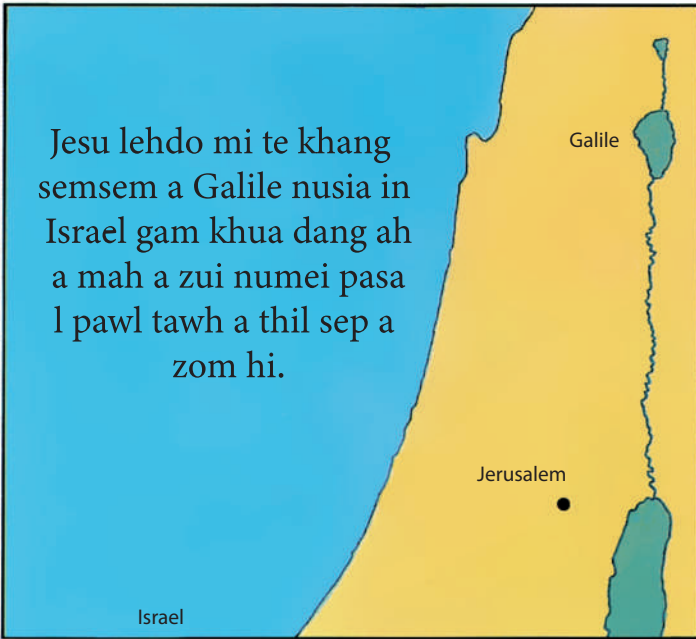 Jesu lehdo mi te khang
semsem a Galile nusia in
Israel gam khua dang ah
a mah a zui numei pasa
l pawl tawh a thil sep a
zom hi.
Galile
Jerusalem
Israel